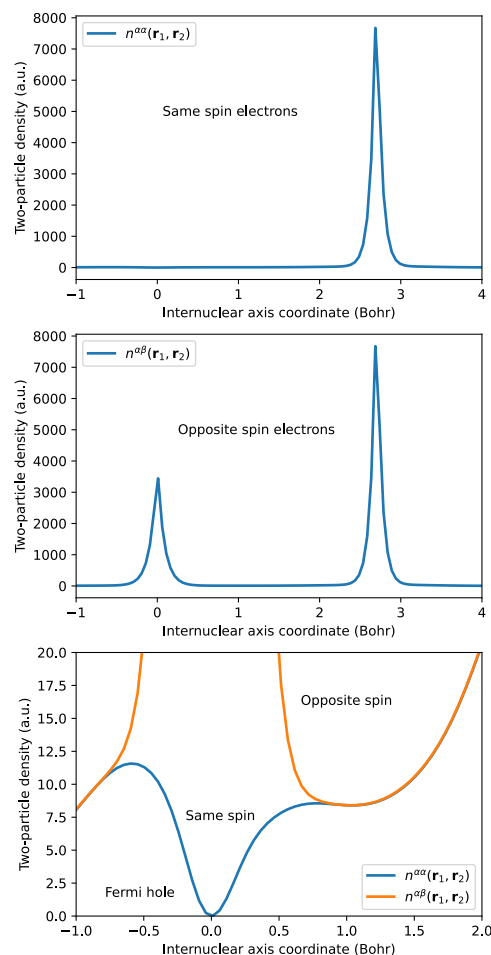 8000
7000
6000
5000
4000
3000
2000
1000
0
Two-particle density (a.u.)
n^{αα}(r₁, r₂)
Same spin electrons
−1 0 1 2 3 4
Internuclear axis coordinate (Bohr)
8000
7000
6000
5000
4000
3000
2000
1000
0
Two-particle density (a.u.)
n^{αβ}(r₁, r₂)
Opposite spin electrons
−1 0 1 2 3 4
Internuclear axis coordinate (Bohr)
20.0
17.5
15.0
12.5
10.0
7.5
5.0
2.5
0.0
Two-particle density (a.u.)
Opposite spin
Same spin
Fermi hole
n^{αα}(r₁, r₂)
n^{αβ}(r₁, r₂)
−1.0 −0.5 0.0 0.5 1.0 1.5 2.0
Internuclear axis coordinate (Bohr)